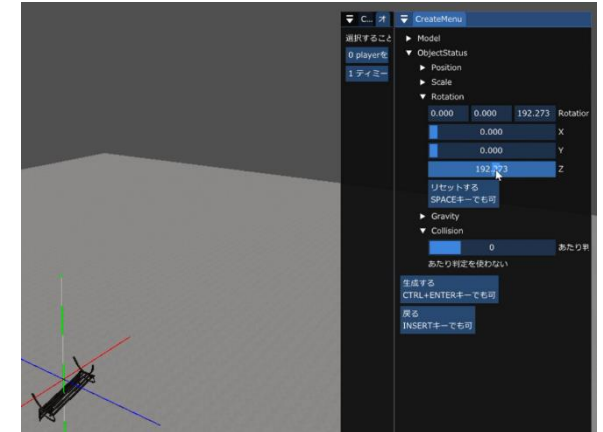 C... オ
選択すること
0 playerを
1 ディミー
CreateMenu
Model
ObjectStatus
Position
Scale
Rotation
0.000 0.000 192.273 Rotation
0.000 X
0.000 Y
192.273 Z
リセットする
SPACEキーでも可
Gravity
Collision
0 あたり判
あたり判定を使わない
生成する
CTRL+ENTERキーでも可
戻る
INSERTキーでも可